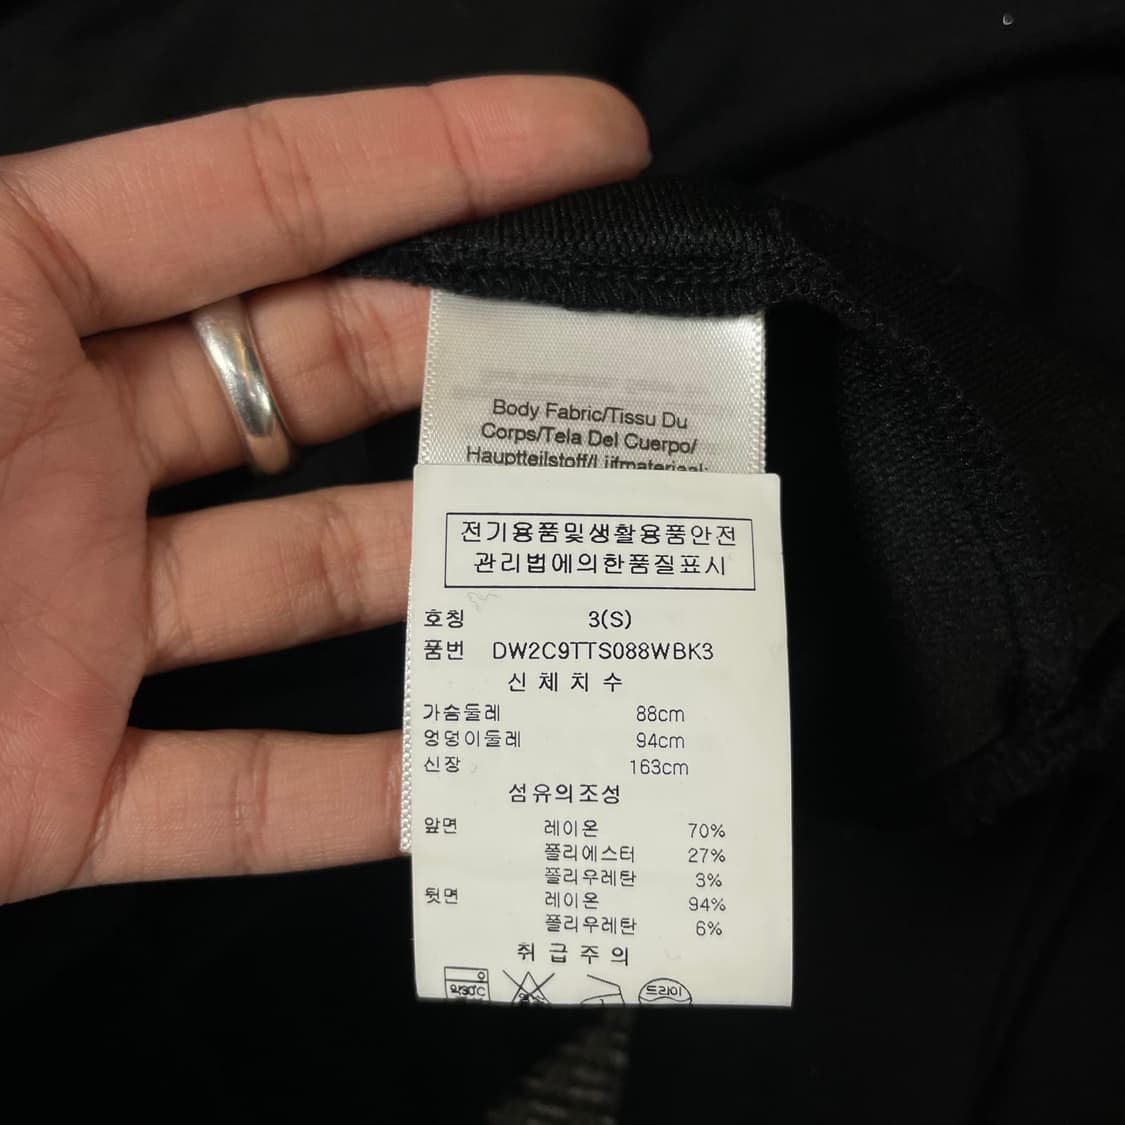 Body Fabric/Tissu Du
Corps/Tela Del Cuerpo/
Hauptteilstoff/Lijfmateriaal:
전기용품및생활용품안전
관리법에의한품질표시
호칭 3(S)
품번 DW2C9TTS088WBK3
신체치수
가슴둘레 88cm
엉덩이둘레 94cm
신장 163cm
섬유의조성
앞면 레이온 70%
폴리에스터 27%
폴리우레탄 3%
뒷면 레이온 94%
폴리우레탄 6%
취급주의
약30℃
드라이